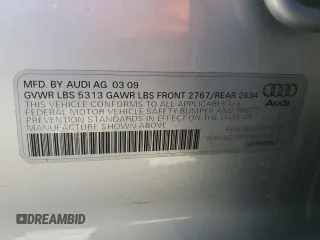 MFD. BY AUDI AG 03 09
GVWR LBS 5313 GAWR LBS FRONT 2767/REAR 2634
THIS VEHICLE CONFORMS TO ALL APPLICABLE U.S.
FEDERAL MOTOR VEHICLE SAFETY BUMPER AND THEFT
PREVENTION STANDARDS IN EFFECT ON THE DATE OF
MANUFACTURE SHOWN ABOVE
Audi
GERMANY
DREAMBID